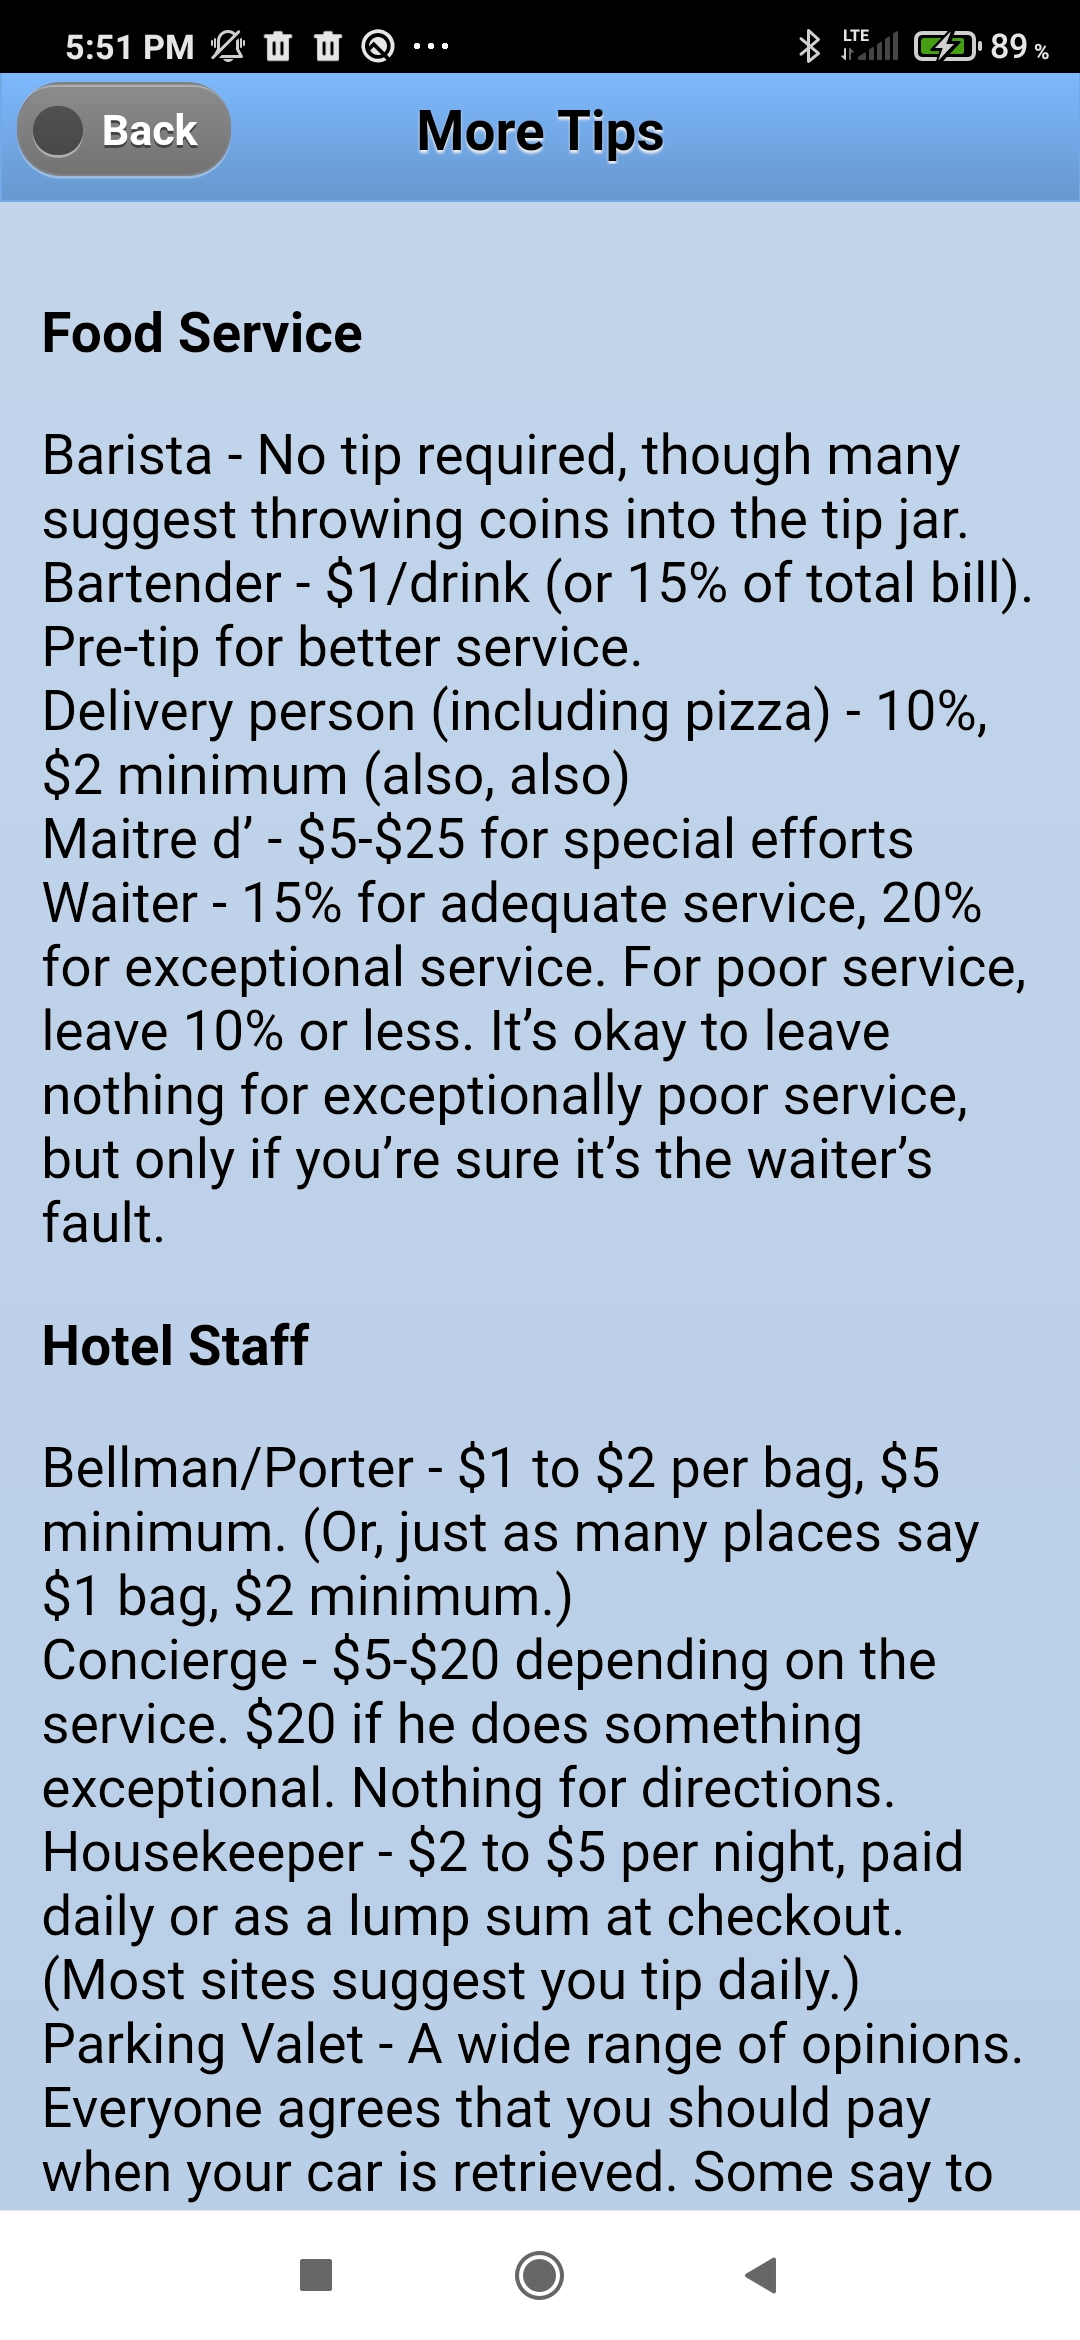 5:51 PM
LTE
89 %
Back
More Tips
Food Service
Barista - No tip required, though many
suggest throwing coins into the tip jar.
Bartender - $1/drink (or 15% of total bill).
Pre-tip for better service.
Delivery person (including pizza) - 10%,
$2 minimum (also, also)
Maitre d’ - $5-$25 for special efforts
Waiter - 15% for adequate service, 20%
for exceptional service. For poor service,
leave 10% or less. It’s okay to leave
nothing for exceptionally poor service,
but only if you’re sure it’s the waiter’s
fault.
Hotel Staff
Bellman/Porter - $1 to $2 per bag, $5
minimum. (Or, just as many places say
$1 bag, $2 minimum.)
Concierge - $5-$20 depending on the
service. $20 if he does something
exceptional. Nothing for directions.
Housekeeper - $2 to $5 per night, paid
daily or as a lump sum at checkout.
(Most sites suggest you tip daily.)
Parking Valet - A wide range of opinions.
Everyone agrees that you should pay
when your car is retrieved. Some say to